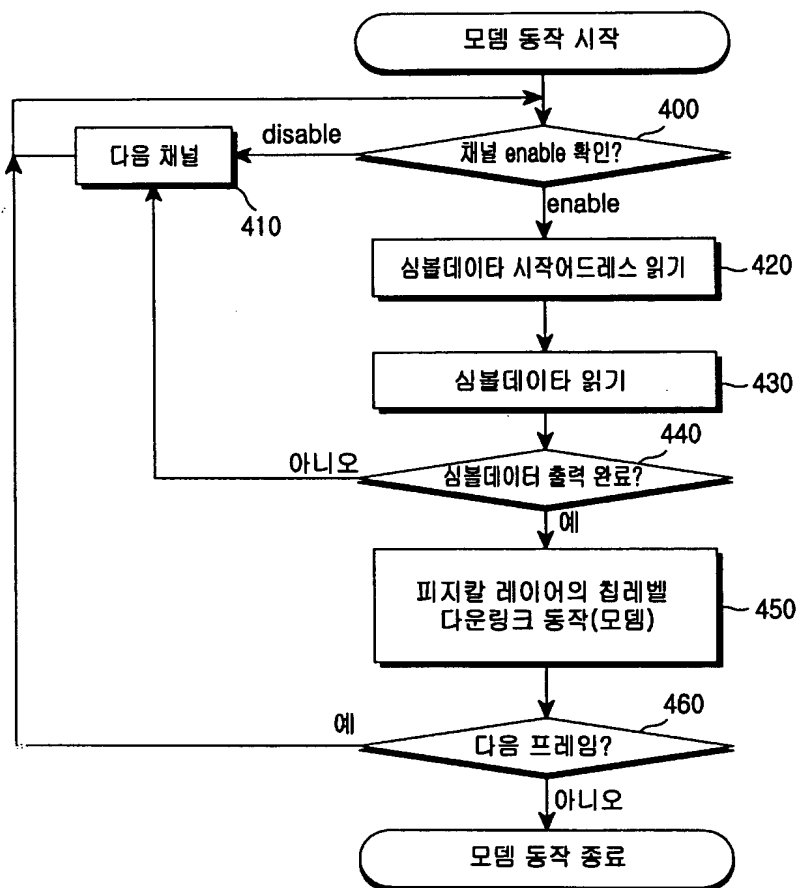 모뎀 동작 시작
400
채널 enable 확인?
disable
다음 채널
410
enable
심볼데이타 시작어드레스 읽기
420
심볼데이타 읽기
430
440
심볼데이터 출력 완료?
아니오
예
피지칼 레이어의 칩레벨
다운링크 동작(모뎀)
450
460
다음 프레임?
예
아니오
모뎀 동작 종료